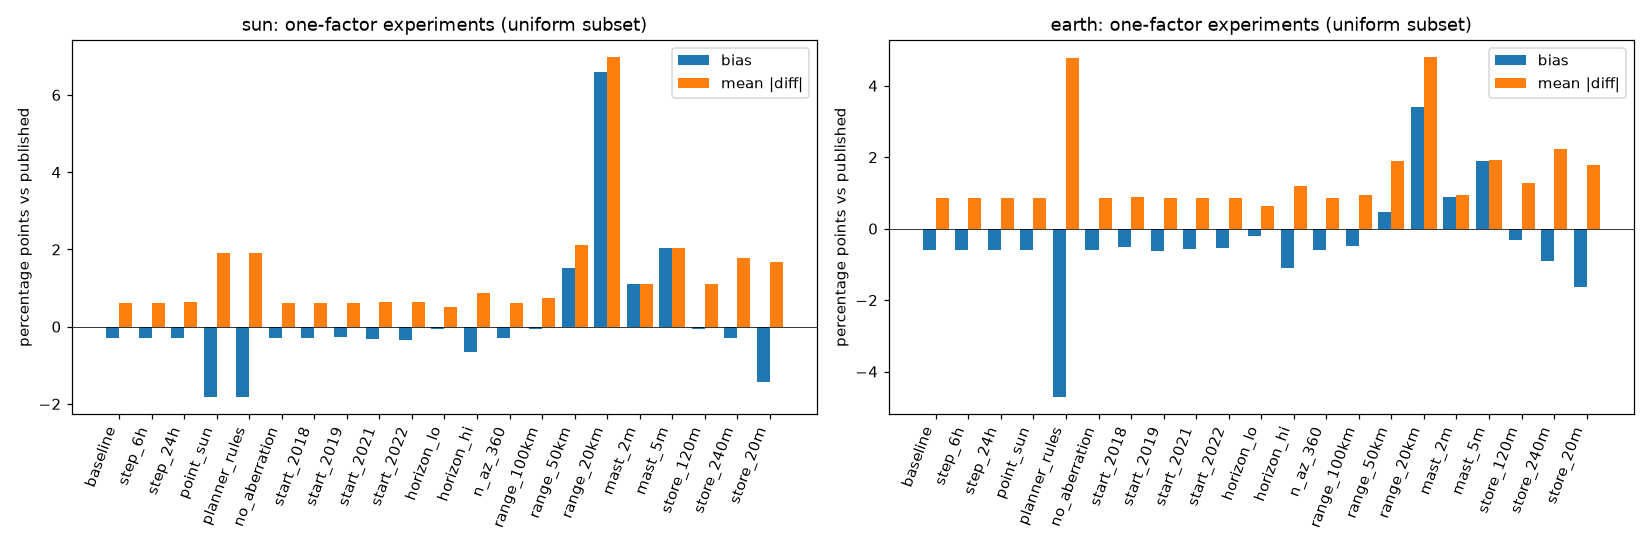 sun: one-factor experiments (uniform subset)
percentage points vs published
6
4
2
0
−2
bias
mean |diff|
baseline
step_6h
step_24h
point_sun
planner_rules
no_aberration
start_2018
start_2019
start_2021
start_2022
horizon_lo
horizon_hi
n_az_360
range_100km
range_50km
range_20km
mast_2m
mast_5m
store_120m
store_240m
store_20m
earth: one-factor experiments (uniform subset)
percentage points vs published
4
2
0
−2
−4
bias
mean |diff|
baseline
step_6h
step_24h
point_sun
planner_rules
no_aberration
start_2018
start_2019
start_2021
start_2022
horizon_lo
horizon_hi
n_az_360
range_100km
range_50km
range_20km
mast_2m
mast_5m
store_120m
store_240m
store_20m